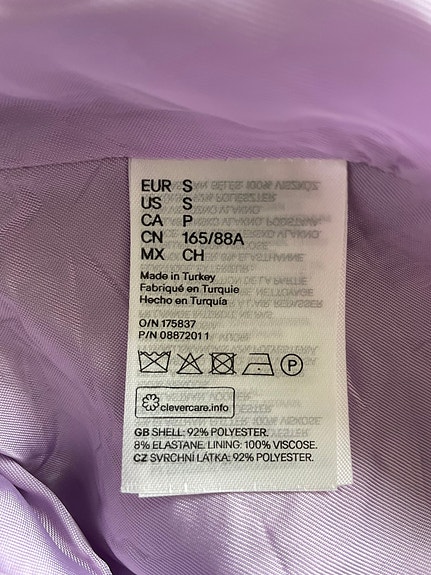 EUR S
US S
CA P
CN 165/88A
MX CH
Made in Turkey
Fabriqué en Turquie
Hecho en Turquía
O/N 175837
P/N 08872011
P
clevercare.info
GB SHELL: 92% POLYESTER.
8% ELASTANE. LINING: 100% VISCOSE.
CZ SVRCHNÍ LÁTKA: 92% POLYESTER.